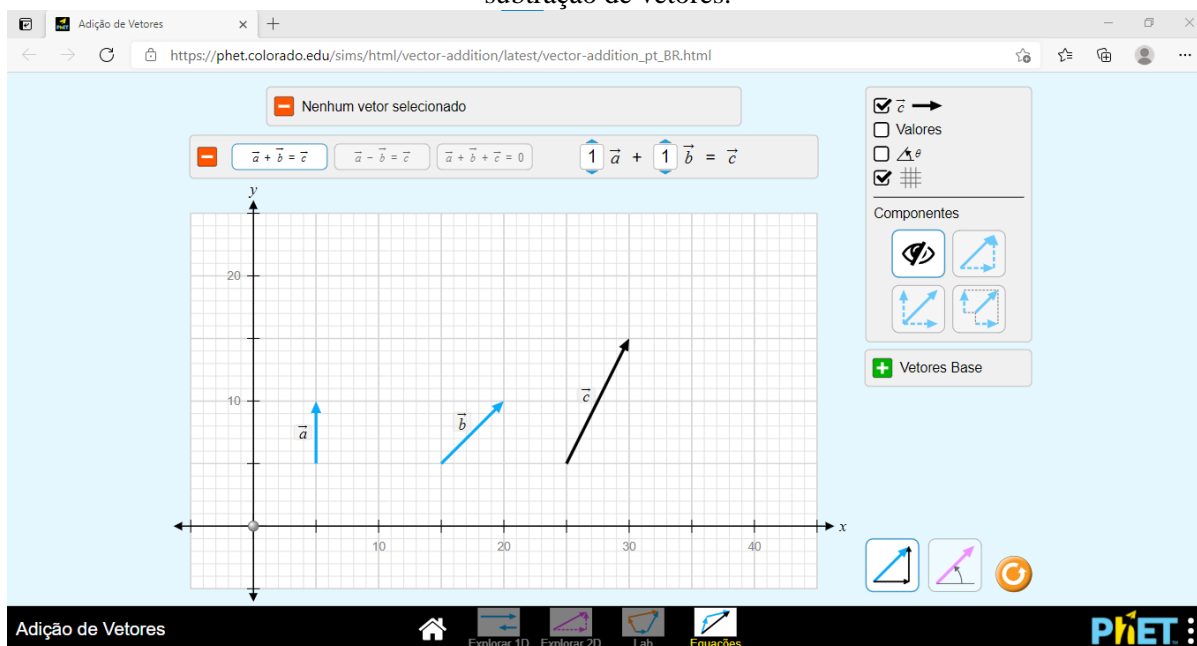 subtração de vetores.
Adição de Vetores
https://phet.colorado.edu/sims/html/vector-addition/latest/vector-addition_pt_BR.html
Nenhum vetor selecionado
a + b = c
a − b = c
a + b + c = 0
1 a + 1 b = c
c
Valores
θ
Componentes
Vetores Base
y
20
10
a
b
c
10
20
30
40
x
Adição de Vetores
Explorar 1D
Explorar 2D
Lab
Equações
PhET